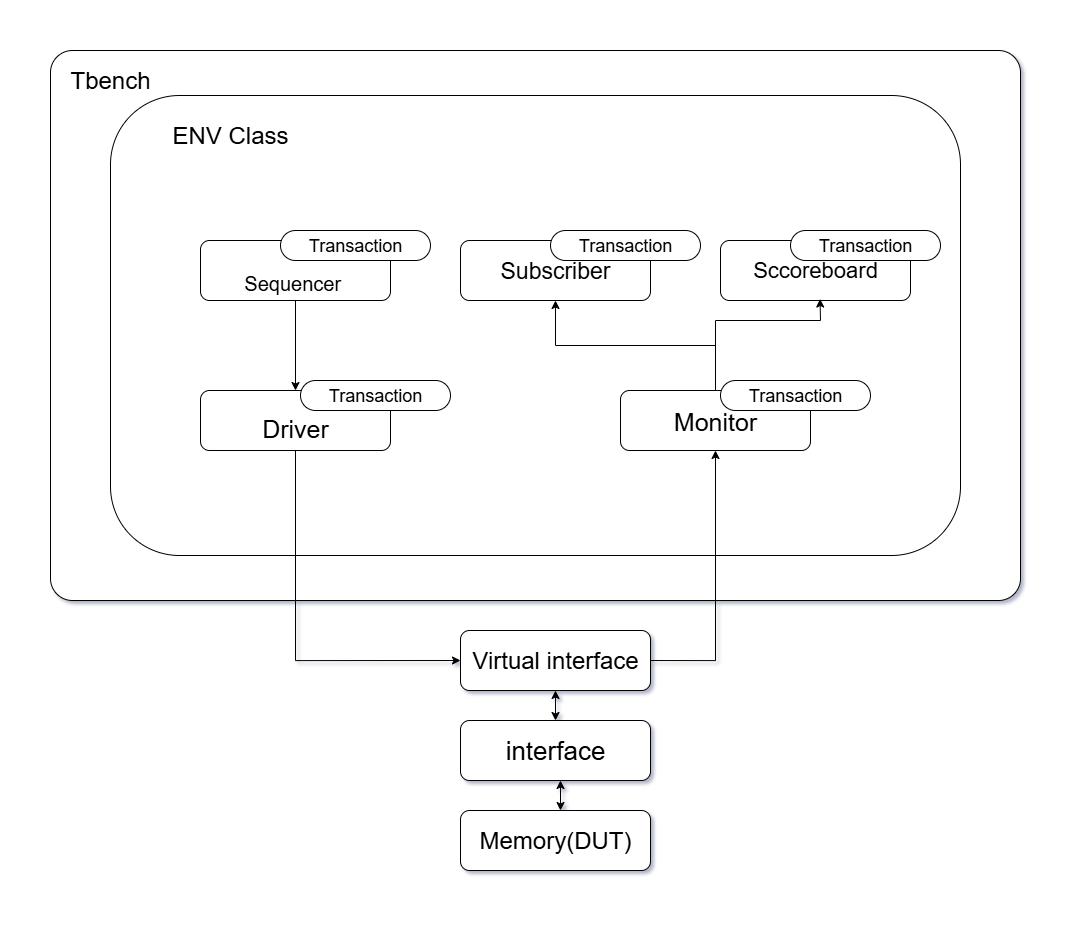 Tbench
ENV Class
Transaction
Sequencer
Transaction
Subscriber
Transaction
Sccoreboard
Transaction
Driver
Transaction
Monitor
Virtual interface
interface
Memory(DUT)